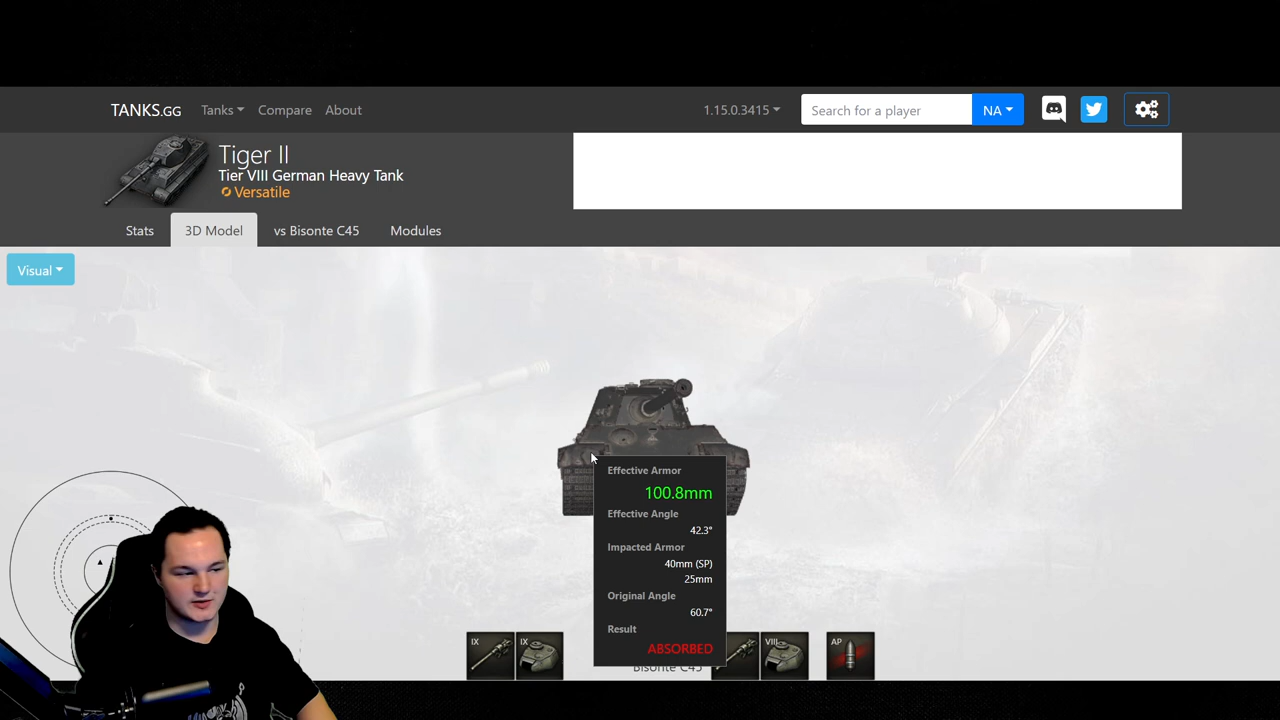 TANKS.GG Tanks Compare About 1.15.0.3415 Search for a player NA
Tiger II
Tier VIII German Heavy Tank
Versatile
Stats 3D Model vs Bisonte C45 Modules
Visual
Effective Armor
100.8mm
Effective Angle
42.3°
Impacted Armor
40mm (SP)
25mm
Original Angle
60.7°
Result
ABSORBED
IX IX VIII AP
Bisonte C45